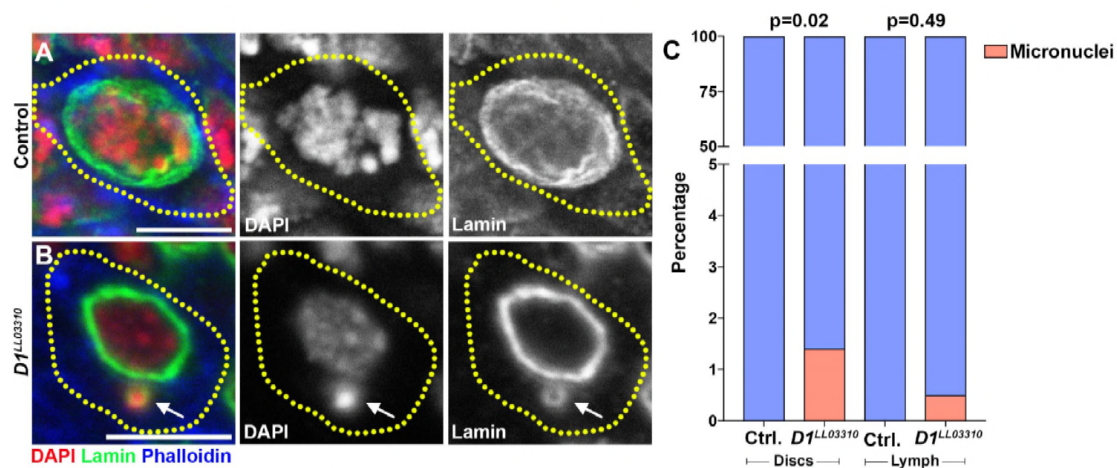 A
Control
DAPI
Lamin
B
D1LL03310
DAPI
Lamin
DAPI Lamin Phalloidin
C
p=0.02
p=0.49
Micronuclei
Percentage
100
75
50
5
4
3
2
1
0
Ctrl. D1LL03310 Ctrl. D1LL03310
Discs Lymph